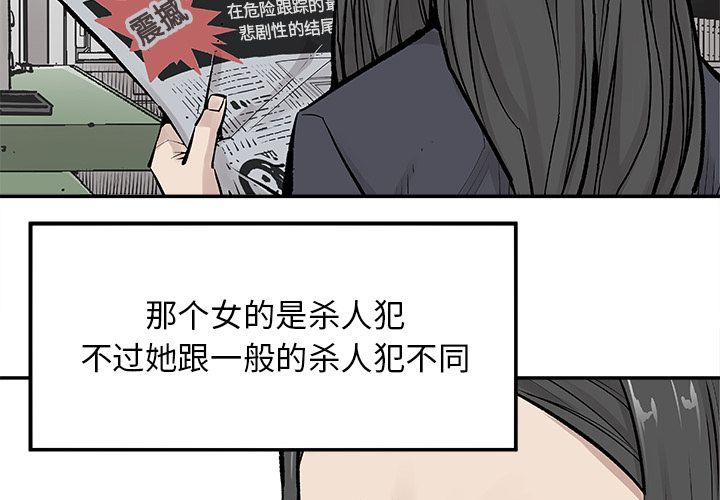 震撼
在危险跟踪的最
悲剧性的结尾
那个女的是杀人犯
不过她跟一般的杀人犯不同